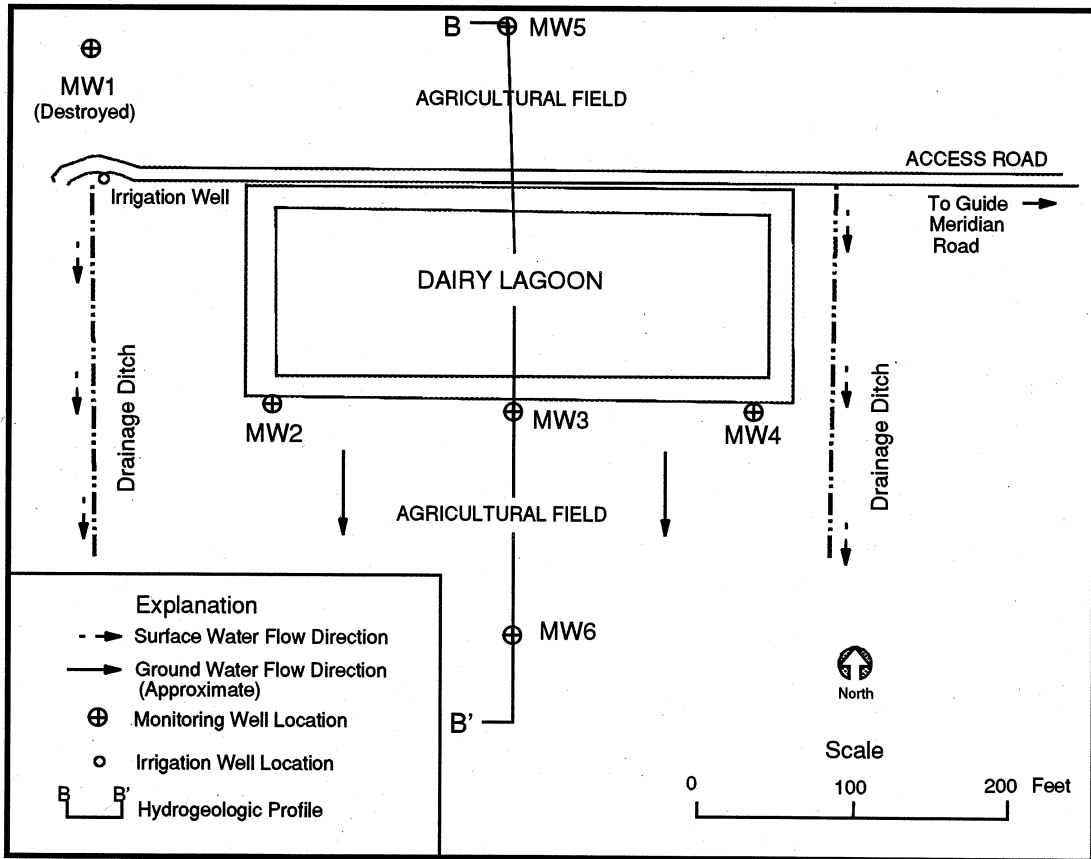 B
MW5
MW1
(Destroyed)
AGRICULTURAL FIELD
ACCESS ROAD
Irrigation Well
To Guide
Meridian
Road
DAIRY LAGOON
Drainage Ditch
Drainage Ditch
MW2
MW3
MW4
AGRICULTURAL FIELD
MW6
B'
Explanation
Surface Water Flow Direction
Ground Water Flow Direction
(Approximate)
Monitoring Well Location
Irrigation Well Location
B B'
Hydrogeologic Profile
North
Scale
0 100 200 Feet